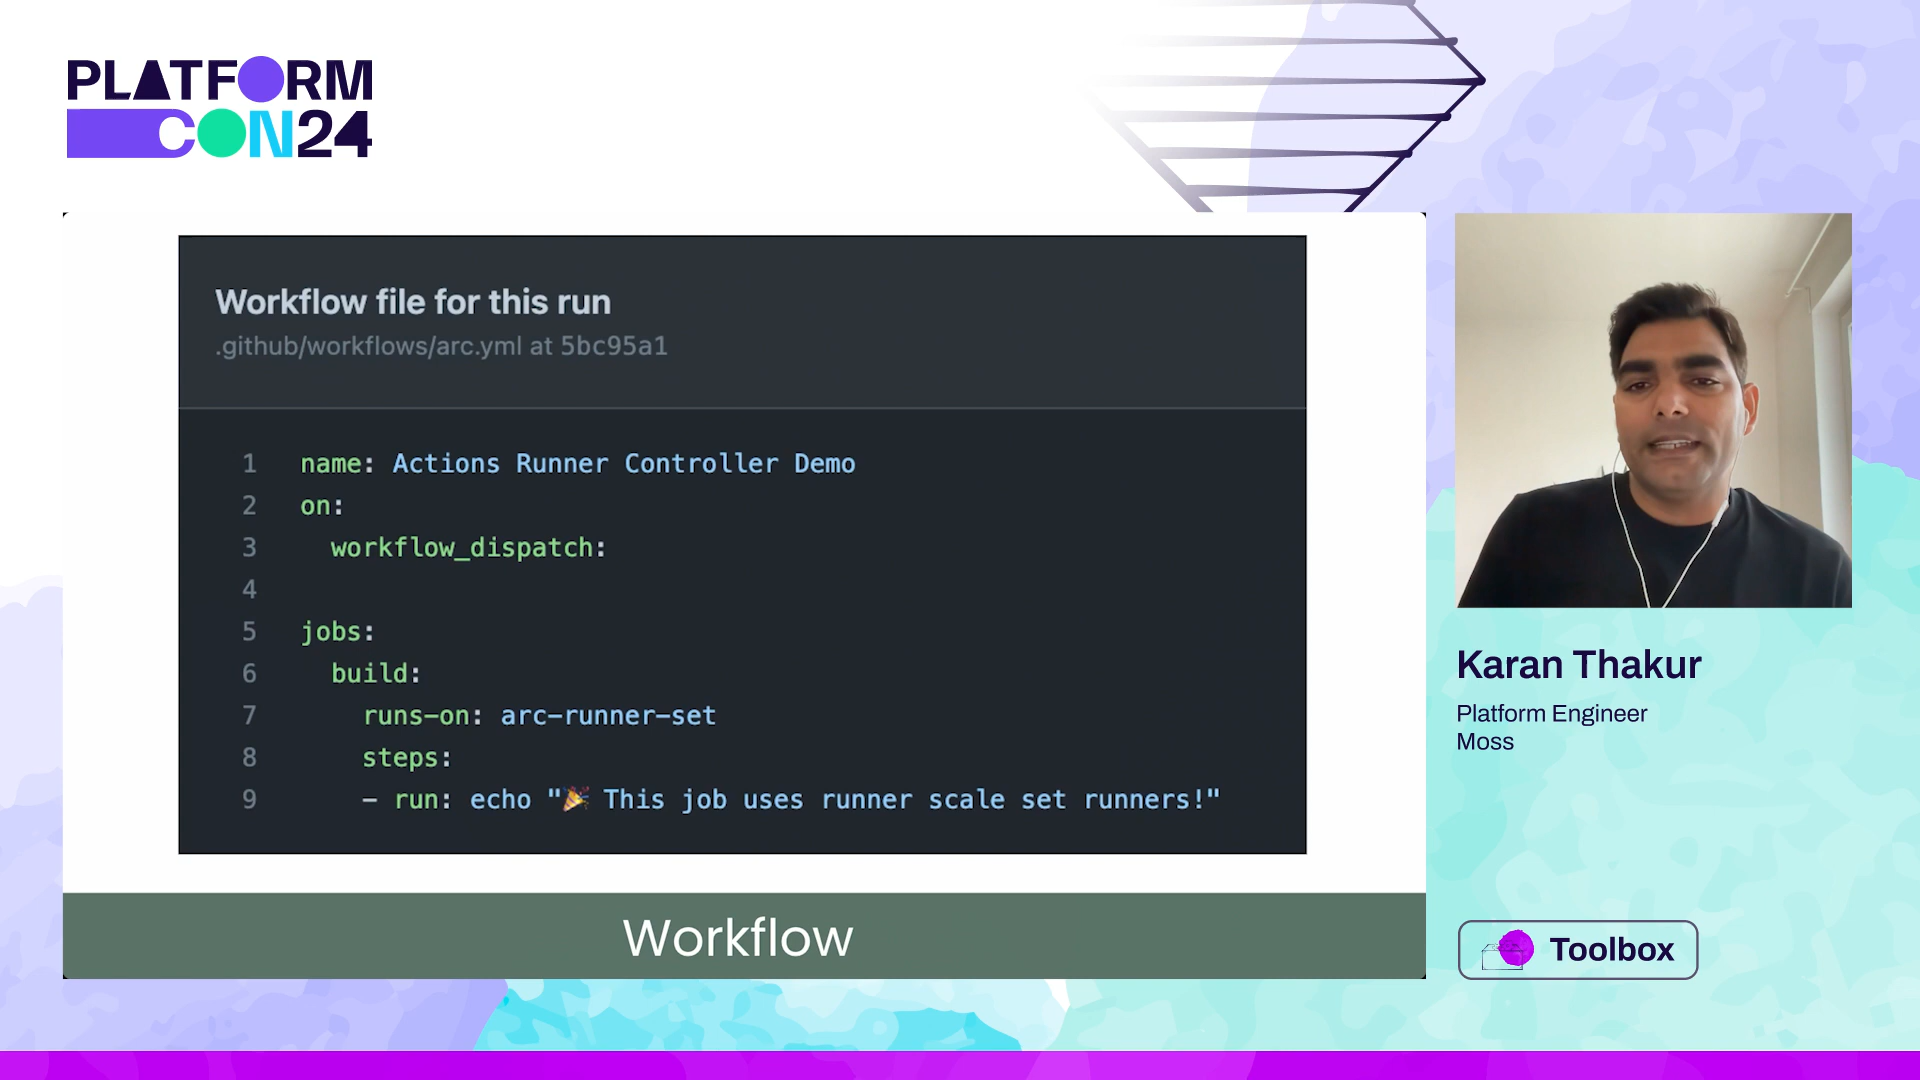 PLATFORM
CON24
Workflow file for this run
.github/workflows/arc.yml at 5bc95a1
1 name: Actions Runner Controller Demo
2 on:
3 workflow_dispatch:
4
5 jobs:
6 build:
7 runs-on: arc-runner-set
8 steps:
9 - run: echo "🎉 This job uses runner scale set runners!"
Workflow
Karan Thakur
Platform Engineer
Moss
Toolbox